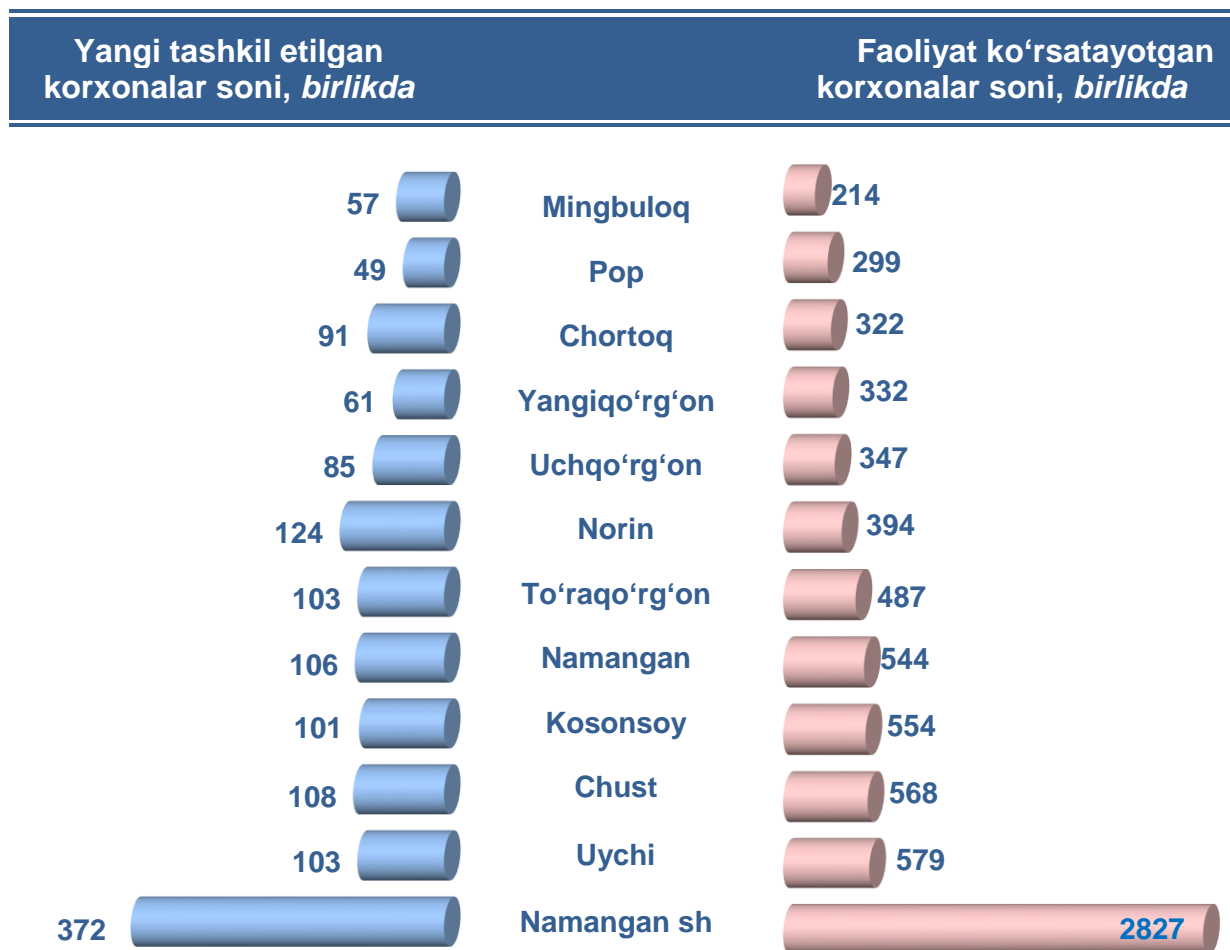 Yangi tashkil etilgan
korxonalar soni, birlikda
Faoliyat ko‘rsatayotgan
korxonalar soni, birlikda
57 Mingbuloq 214
49 Pop 299
91 Chortoq 322
61 Yangiqo‘rg‘on 332
85 Uchqo‘rg‘on 347
124 Norin 394
103 To‘raqo‘rg‘on 487
106 Namangan 544
101 Kosonsoy 554
108 Chust 568
103 Uychi 579
372 Namangan sh 2827